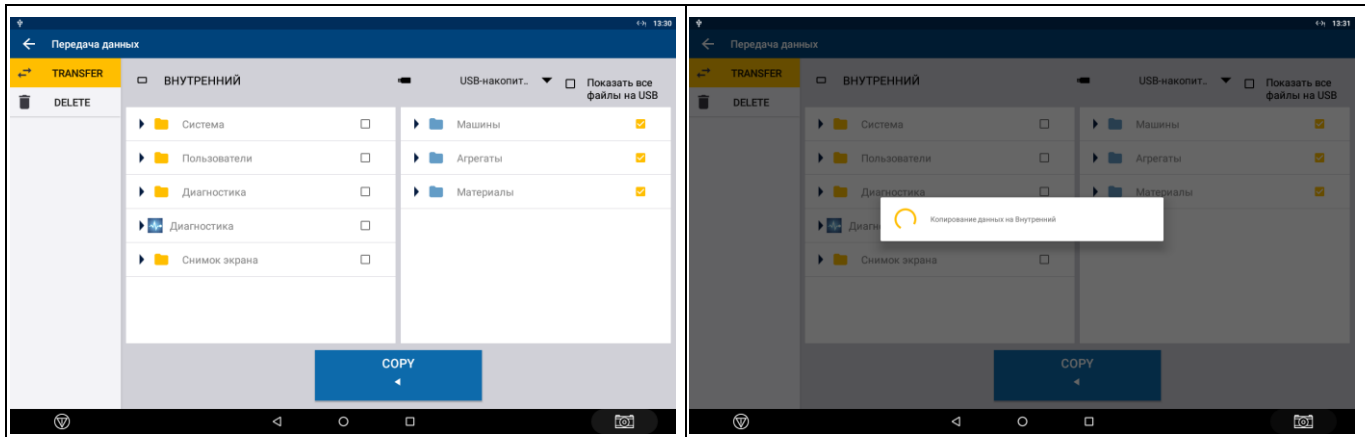 13:30
Передача данных
TRANSFER
DELETE
ВНУТРЕННИЙ
USB-накопит..
Показать все
файлы на USB
Система
Пользователи
Диагностика
Диагностика
Снимок экрана
Машины
Агрегаты
Материалы
COPY
13:31
Передача данных
TRANSFER
DELETE
ВНУТРЕННИЙ
USB-накопит..
Показать все
файлы на USB
Система
Пользователи
Диагностика
Диагн
Снимок экрана
Машины
Агрегаты
Материалы
Копирование данных на Внутренний
COPY